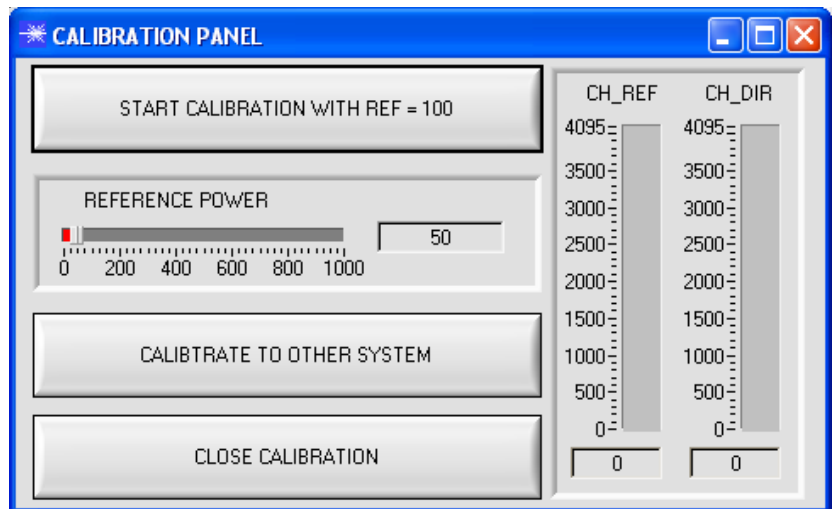 CALIBRATION PANEL
START CALIBRATION WITH REF = 100
REFERENCE POWER
50
0 200 400 600 800 1000
CALIBTRATE TO OTHER SYSTEM
CLOSE CALIBRATION
CH_REF CH_DIR
4095 4095
3500 3500
3000 3000
2500 2500
2000 2000
1500 1500
1000 1000
500 500
0 0
0 0